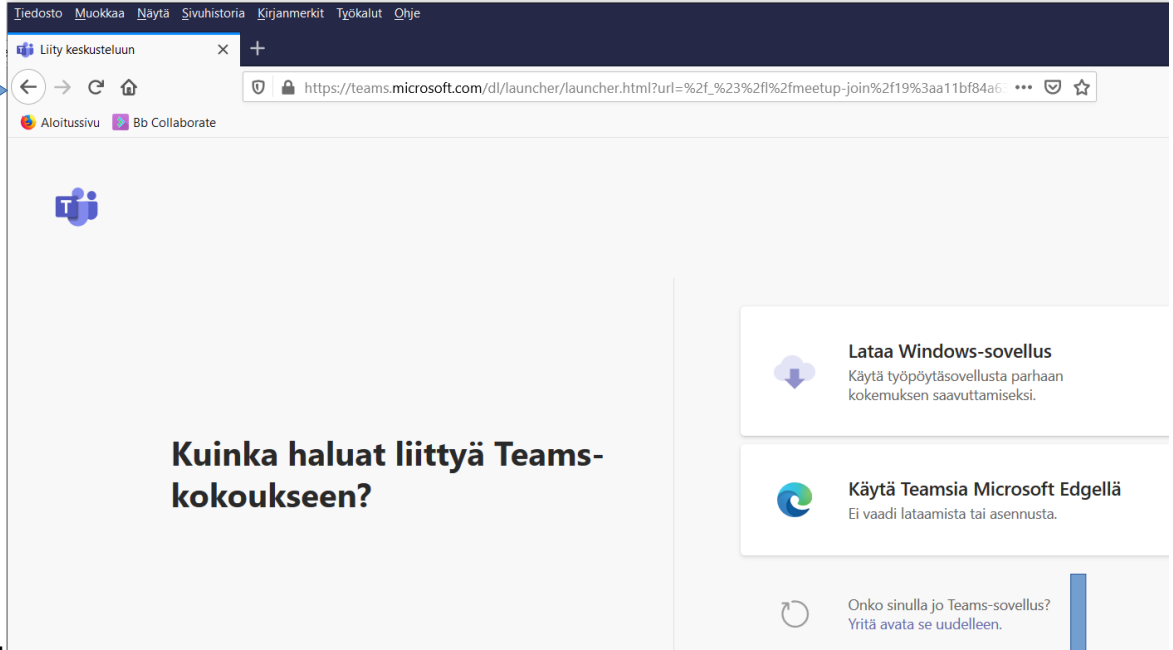 Tiedosto Muokkaa Näytä Sivuhistoria Kirjanmerkit Työkalut Ohje
Liity keskusteluun
https://teams.microsoft.com/dl/launcher/launcher.html?url=%2f_%23%2fl%2fmeetup-join%2f19%3aa11bf84a6
Aloitussivu Bb Collaborate
T
Kuinka haluat liittyä Teams-
kokoukseen?
Lataa Windows-sovellus
Käytä työpöytäsovellusta parhaan
kokemuksen saavuttamiseksi.
Käytä Teamsia Microsoft Edgellä
Ei vaadi lataamista tai asennusta.
Onko sinulla jo Teams-sovellus?
Yritä avata se uudelleen.